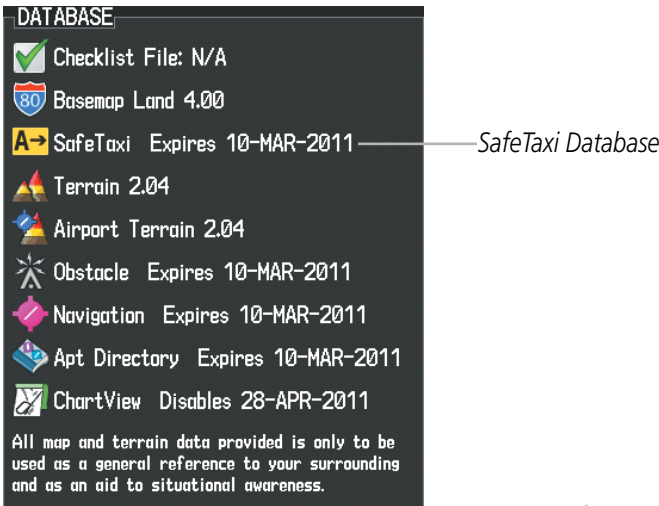 DATABASE
Checklist File: N/A
80 Basemap Land 4.00
A→ SafeTaxi Expires 10-MAR-2011 SafeTaxi Database
Terrain 2.04
Airport Terrain 2.04
Obstacle Expires 10-MAR-2011
Navigation Expires 10-MAR-2011
Apt Directory Expires 10-MAR-2011
ChartView Disables 28-APR-2011
All map and terrain data provided is only to be
used as a general reference to your surrounding
and as an aid to situational awareness.